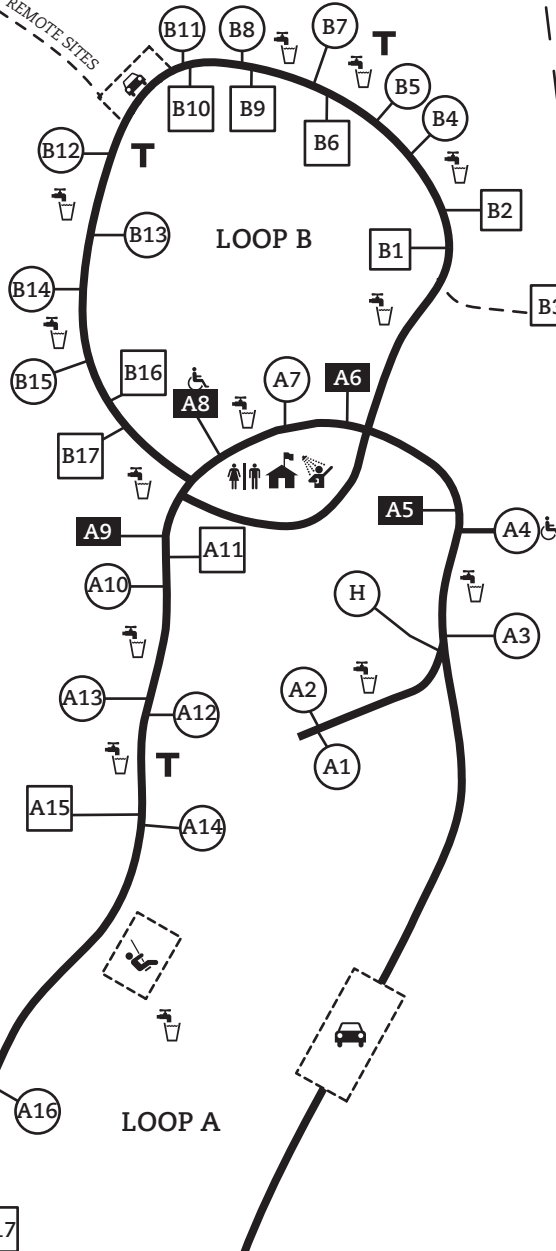 REMOTE SITES
B11
B8
B7
T
B10
B9
B5
B4
B6
B12
T
B2
B13
LOOP B
B1
B14
B15
B16
A8
A7
A6
B17
A9
A11
A5
A4
A10
H
A3
A13
A12
A2
A1
T
A15
A14
A16
LOOP A